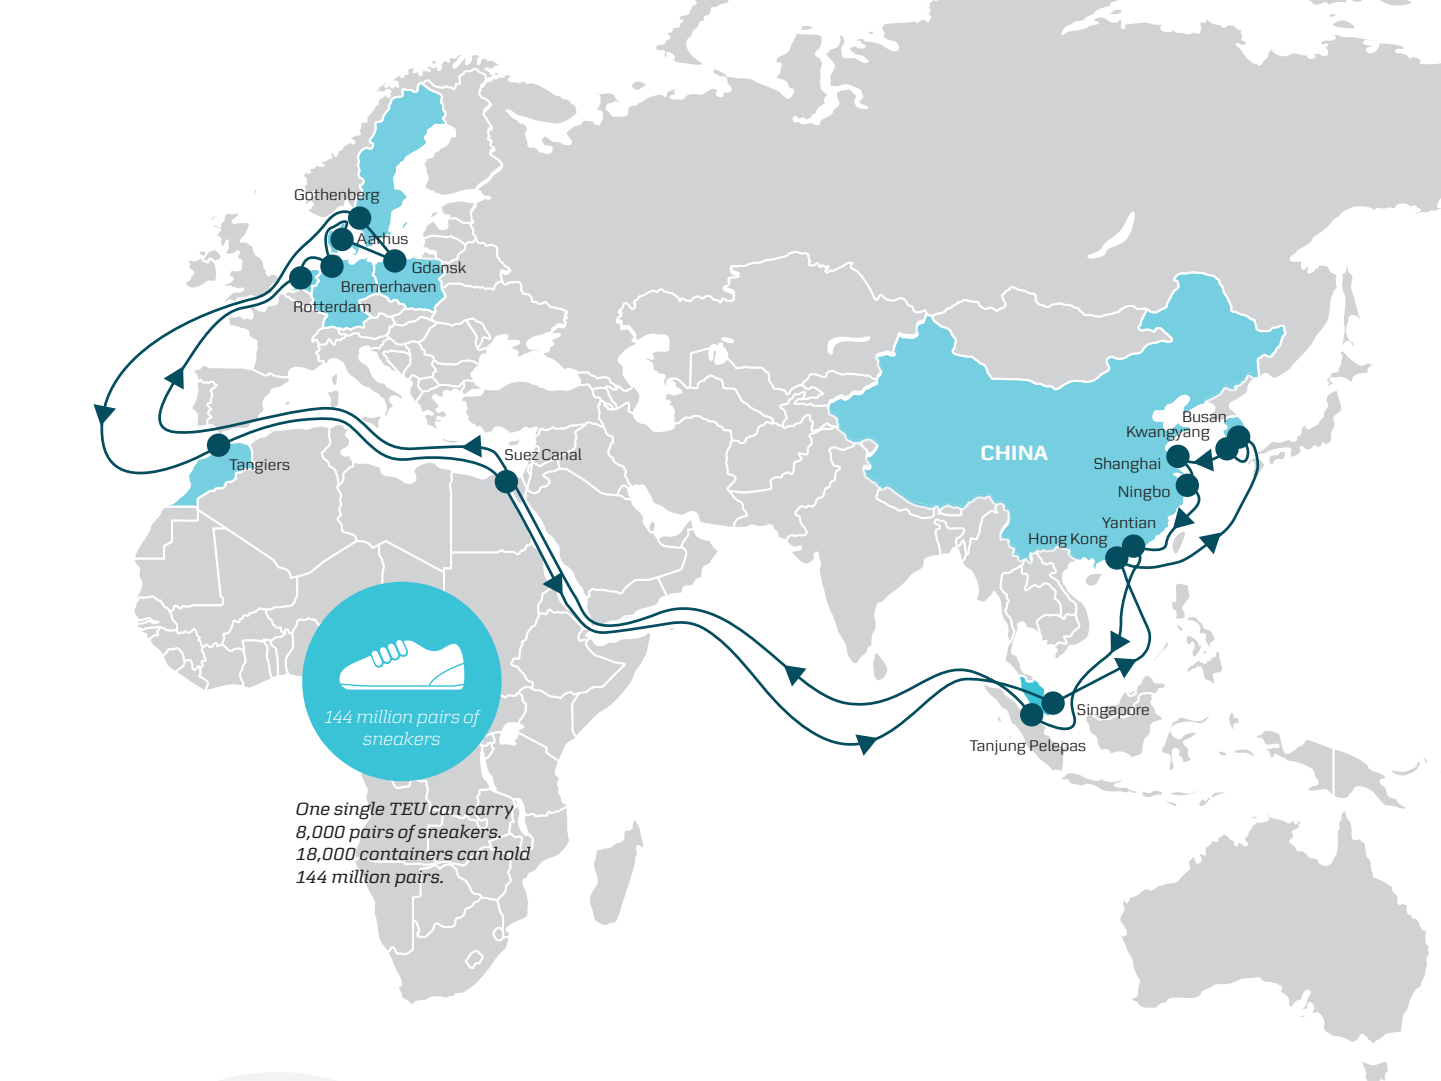 Gothenberg
Aarhus
Gdansk
Bremerhaven
Rotterdam
Tangiers
Suez Canal
CHINA
Busan
Kwangyang
Shanghai
Ningbo
Yantian
Hong Kong
Singapore
Tanjung Pelepas
144 million pairs of
sneakers
One single TEU can carry
8,000 pairs of sneakers.
18,000 containers can hold
144 million pairs.